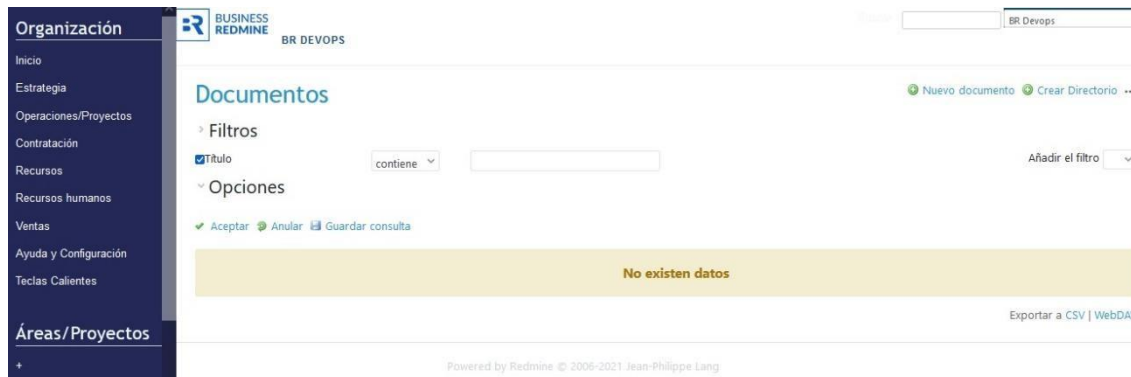 Organización
Inicio
Estrategia
Operaciones/Proyectos
Contratación
Recursos
Recursos humanos
Ventas
Ayuda y Configuración
Teclas Calientes
Áreas/Proyectos
+
BUSINESS
REDMINE
BR DEVOPS
BR Devops
Documentos
Nuevo documento Crear Directorio ...
Filtros
Título contiene Añadir el filtro
Opciones
Aceptar Anular Guardar consulta
No existen datos
Exportar a CSV | WebDA
Powered by Redmine © 2006-2021 Jean-Philippe Lang